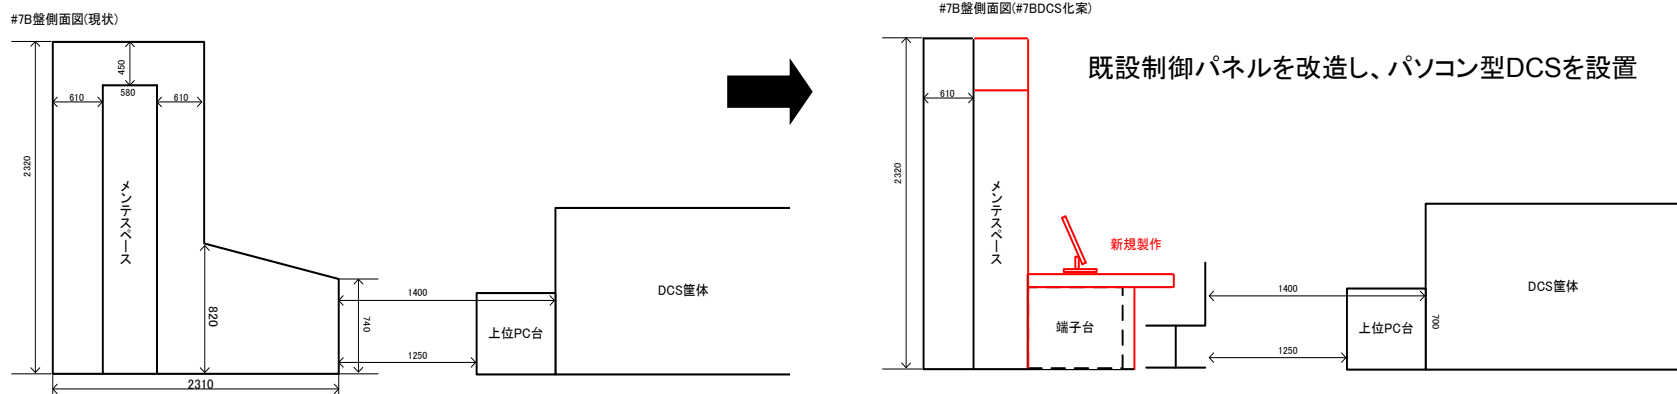 #7B盤側面図(現状)
450
580
610
610
2320
メンテスペース
820
740
1400
1250
上位PC台
DCS筐体
2310
#7B盤側面図(#7BDCS化案)
既設制御パネルを改造し、パソコン型DCSを設置
610
2320
メンテスペース
新規製作
端子台
1400
1250
700
上位PC台
DCS筐体